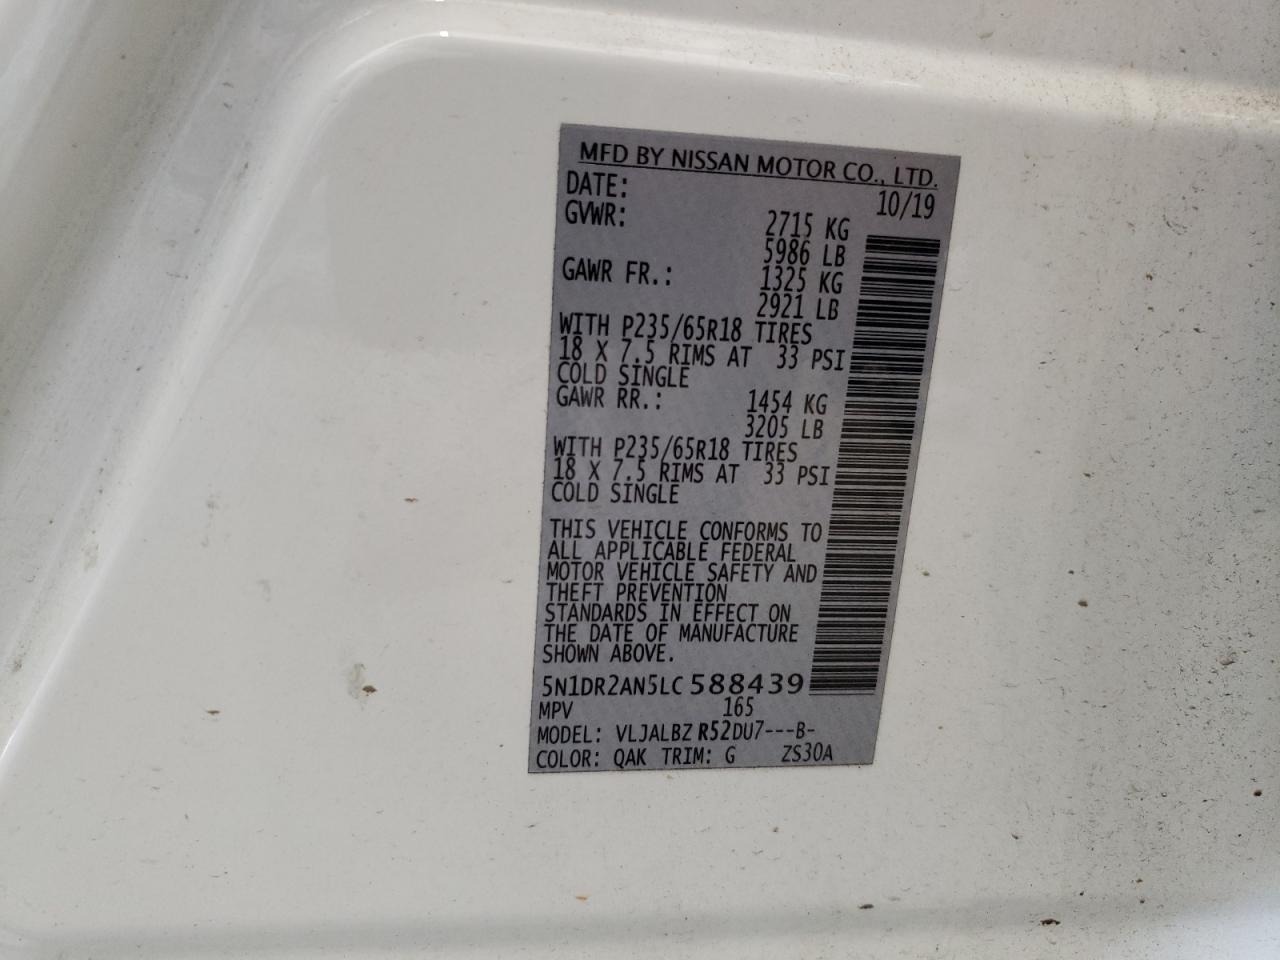 MFD BY NISSAN MOTOR CO., LTD.
DATE: 10/19
GVWR: 2715 KG
5986 LB
GAWR FR.: 1325 KG
2921 LB
WITH P235/65R18 TIRES
18 X 7.5 RIMS AT 33 PSI
COLD SINGLE
GAWR RR.: 1454 KG
3205 LB
WITH P235/65R18 TIRES
18 X 7.5 RIMS AT 33 PSI
COLD SINGLE
THIS VEHICLE CONFORMS TO
ALL APPLICABLE FEDERAL
MOTOR VEHICLE SAFETY AND
THEFT PREVENTION
STANDARDS IN EFFECT ON
THE DATE OF MANUFACTURE
SHOWN ABOVE.
5N1DR2AN5LC588439
MPV 165
MODEL: VLJALBZ R52DU7---B-
COLOR: QAK TRIM: G ZS30A